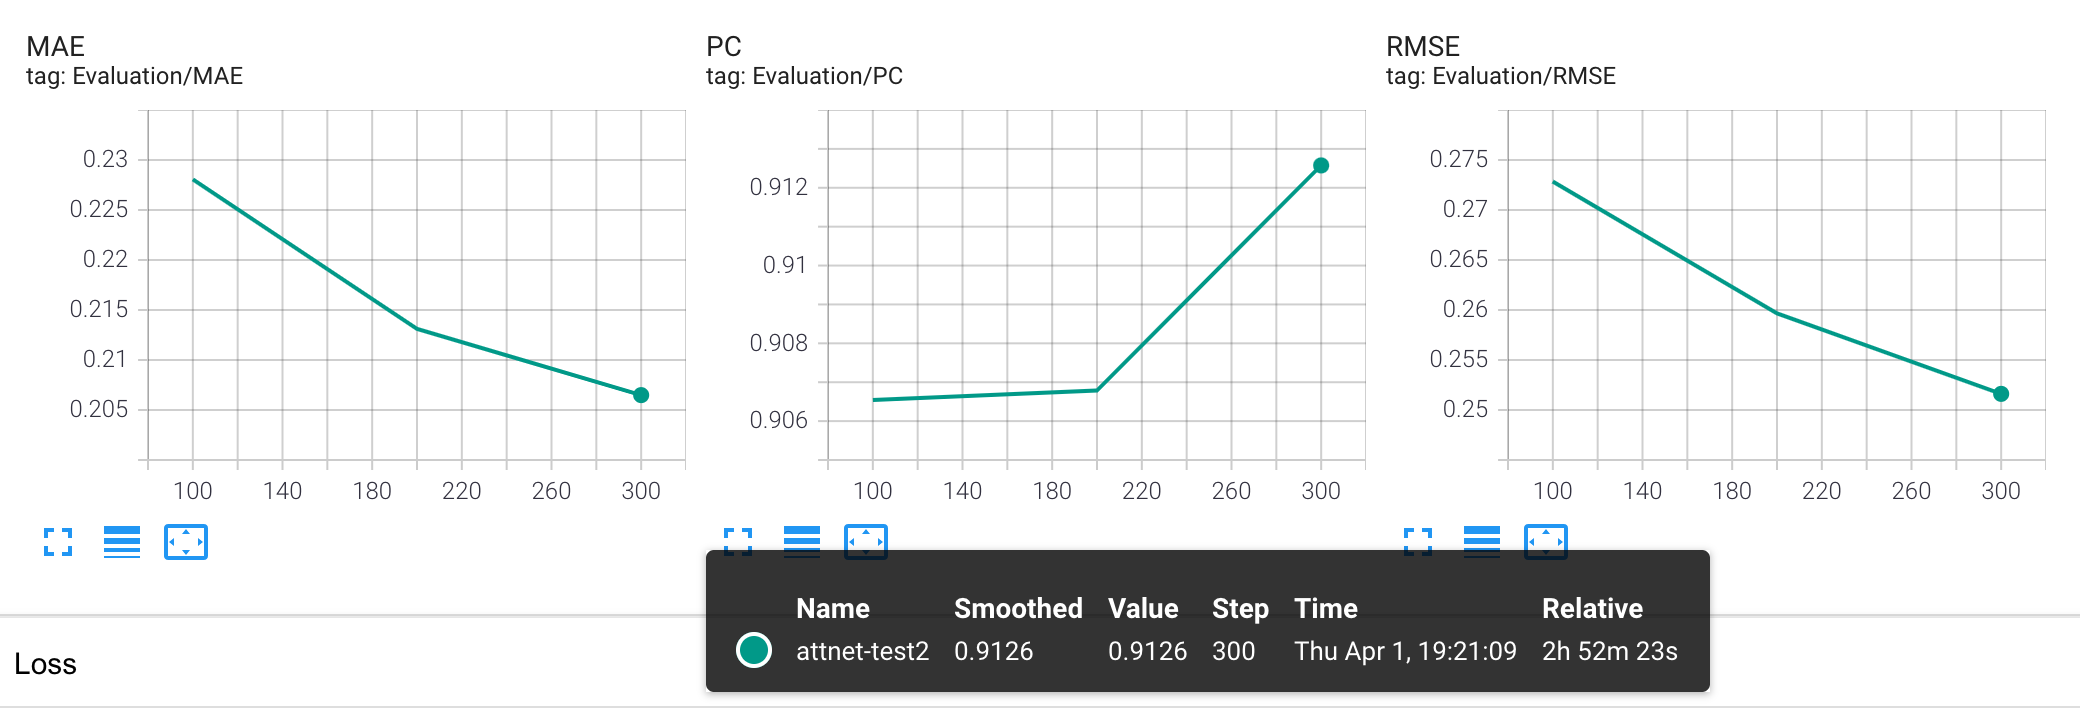 MAE
tag: Evaluation/MAE
0.23
0.225
0.22
0.215
0.21
0.205
100 140 180 220 260 300
PC
tag: Evaluation/PC
0.912
0.91
0.908
0.906
100 140 180 220 260 300
RMSE
tag: Evaluation/RMSE
0.275
0.27
0.265
0.26
0.255
0.25
100 140 180 220 260 300
Name Smoothed Value Step Time Relative
attnet-test2 0.9126 0.9126 300 Thu Apr 1, 19:21:09 2h 52m 23s
Loss